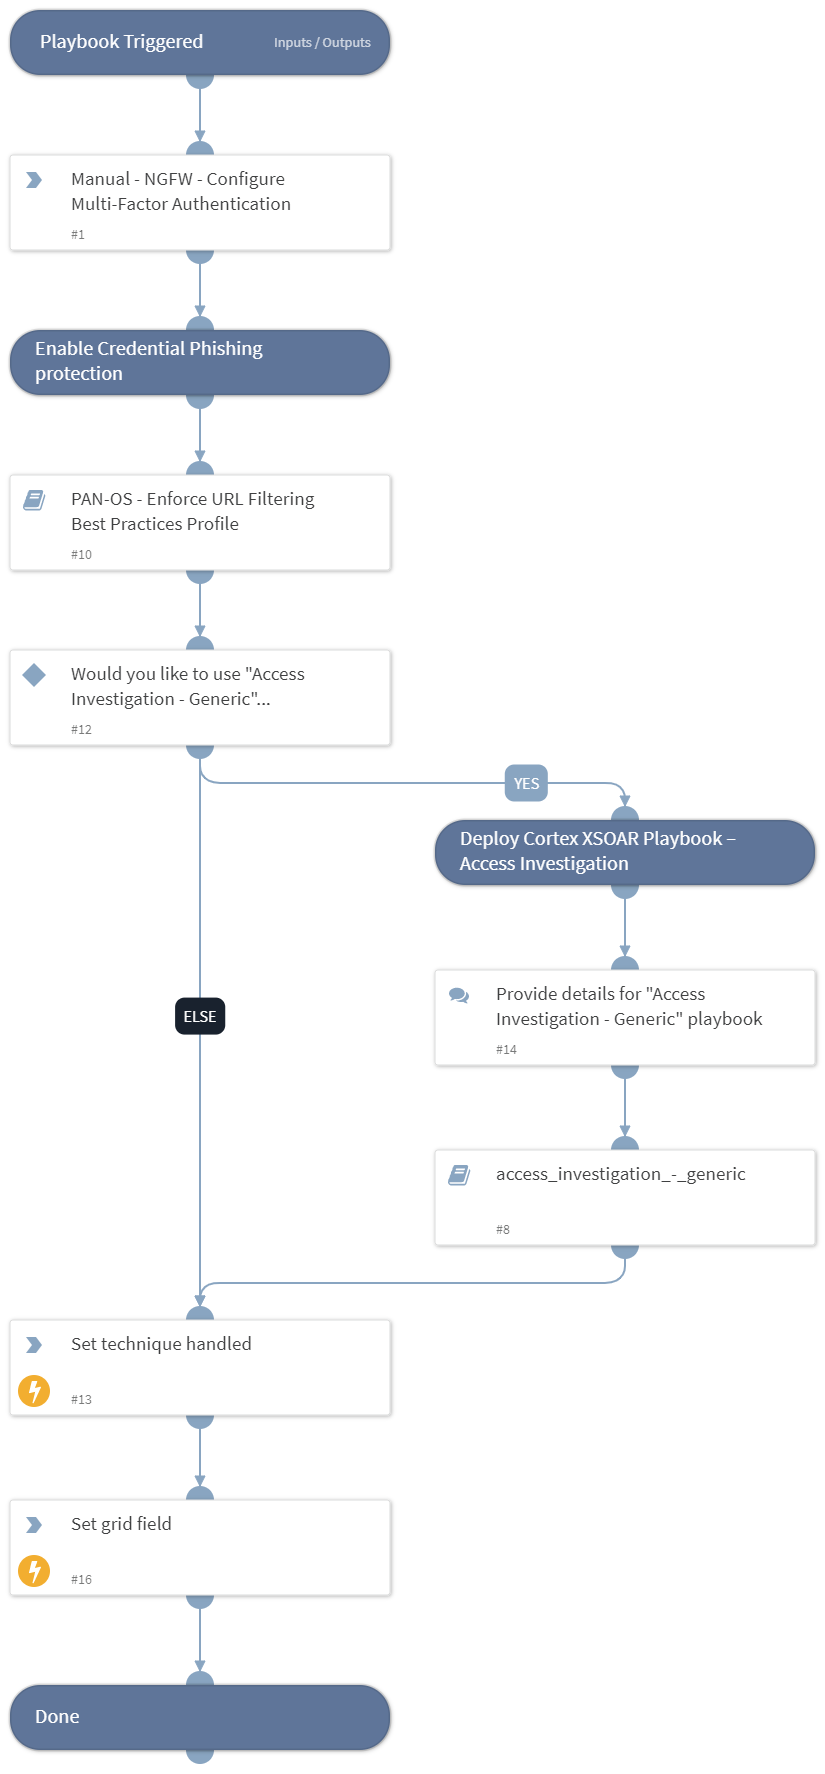 Playbook Triggered
Inputs / Outputs
Manual - NGFW - Configure
Multi-Factor Authentication
#1
Enable Credential Phishing
protection
PAN-OS - Enforce URL Filtering
Best Practices Profile
#10
Would you like to use "Access
Investigation - Generic"...
#12
YES
Deploy Cortex XSOAR Playbook –
Access Investigation
Provide details for "Access
Investigation - Generic" playbook
#14
ELSE
access_investigation_-_generic
#8
Set technique handled
#13
Set grid field
#16
Done